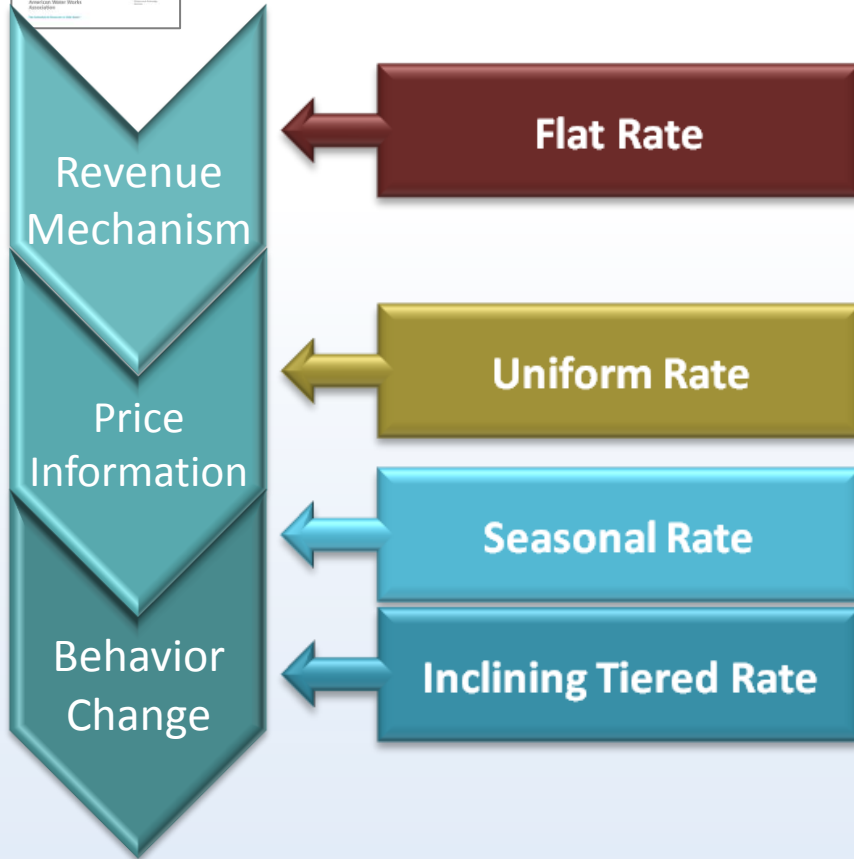 American Water Works
Association
Revenue
Mechanism
Flat Rate
Price
Information
Uniform Rate
Seasonal Rate
Behavior
Change
Inclining Tiered Rate